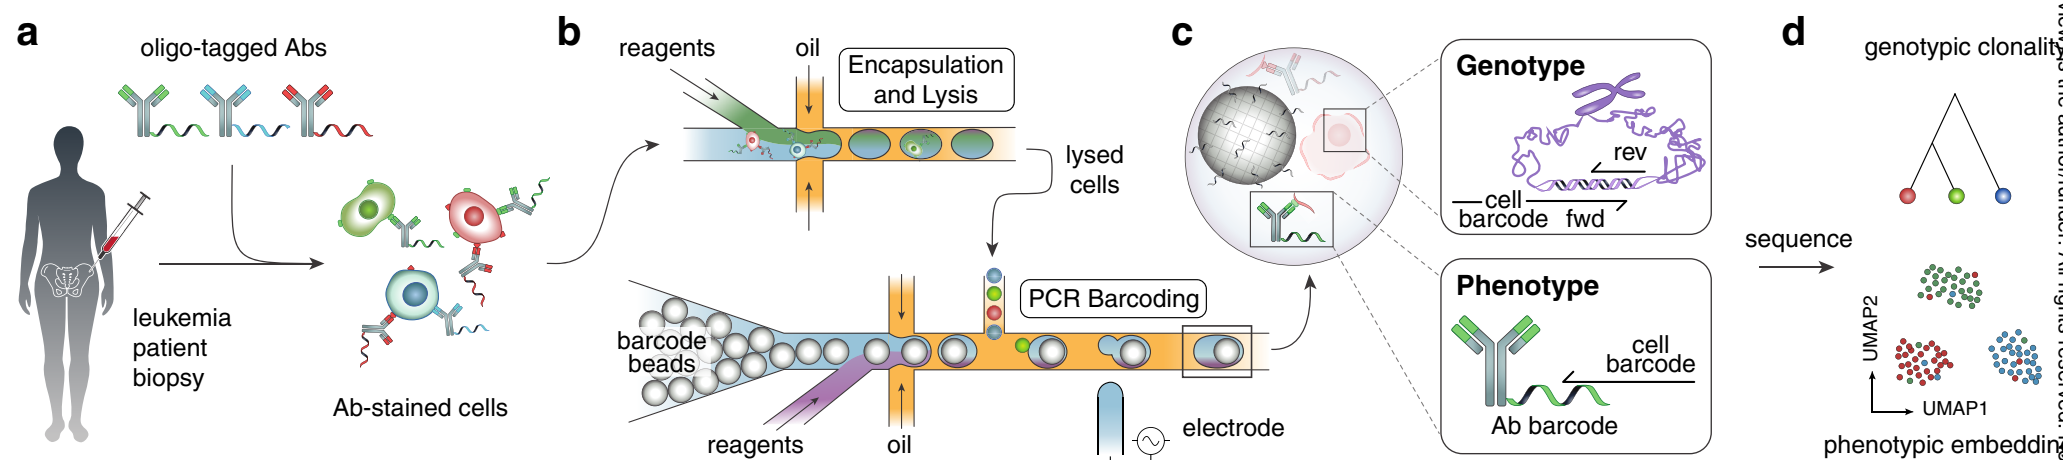 a
oligo-tagged Abs
leukemia
patient
biopsy
Ab-stained cells
b
reagents
oil
Encapsulation
and Lysis
lysed
cells
PCR Barcoding
barcode
beads
reagents
oil
electrode
c
Genotype
rev
cell
barcode
fwd
Phenotype
cell
barcode
Ab barcode
sequence
d
genotypic clonality
UMAP2
UMAP1
phenotypic embeddin